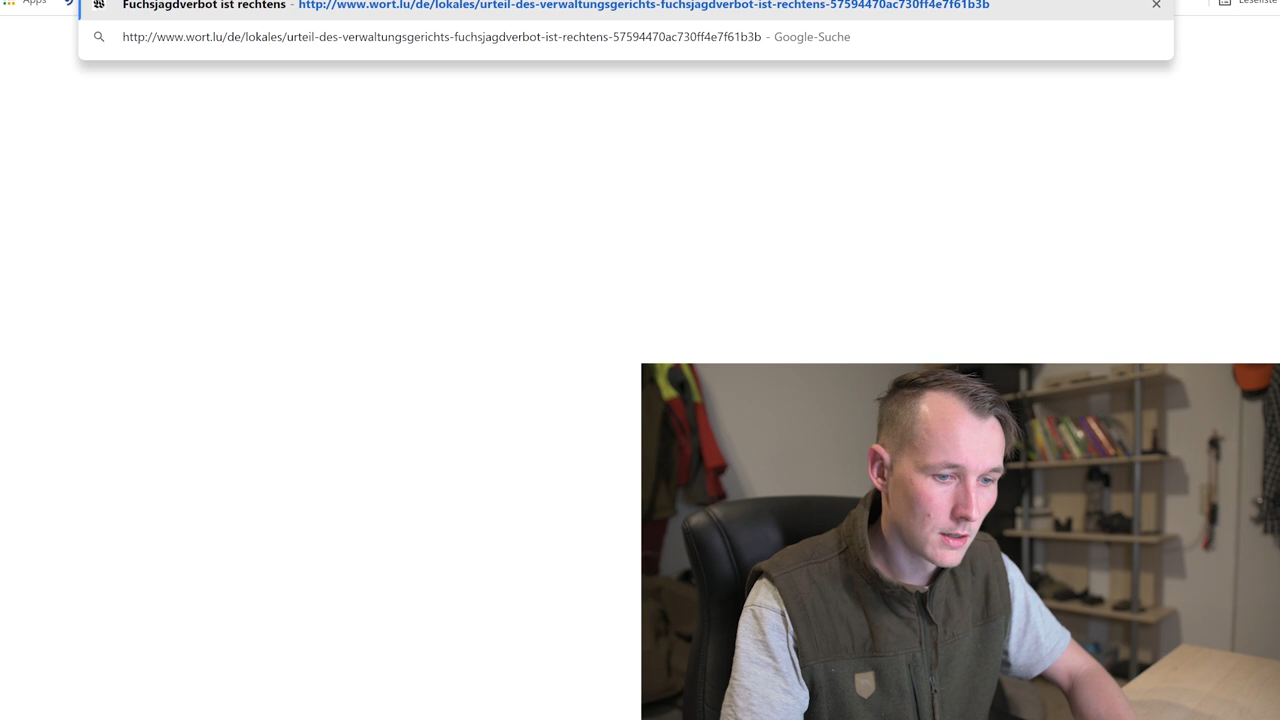 Apps
Fuchsjagdverbot ist rechtens - http://www.wort.lu/de/lokales/urteil-des-verwaltungsgerichts-fuchsjagdverbot-ist-rechtens-57594470ac730ff4e7f61b3b
Leseliste
http://www.wort.lu/de/lokales/urteil-des-verwaltungsgerichts-fuchsjagdverbot-ist-rechtens-57594470ac730ff4e7f61b3b - Google-Suche